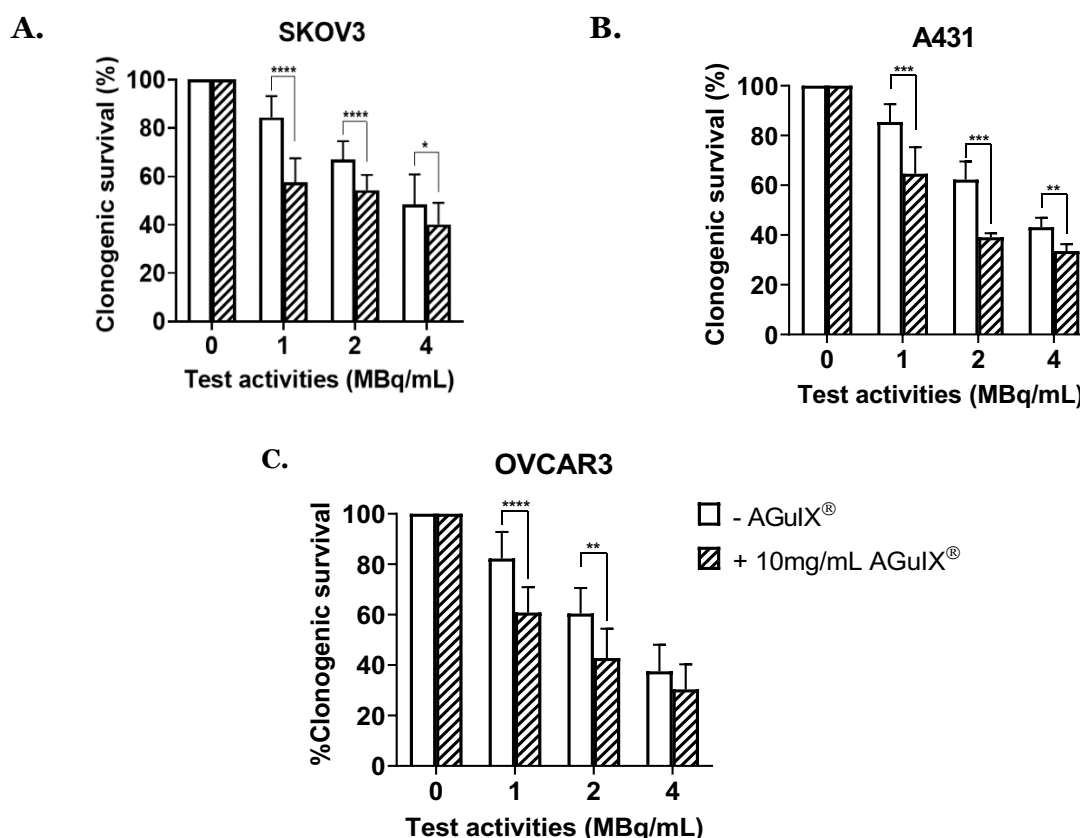 A.
SKOV3
Clonogenic survival (%)
100
80
60
40
20
0
****
****
*
0 1 2 4
Test activities (MBq/mL)
B.
A431
Clonogenic survival (%)
100
80
60
40
20
0
***
***
**
0 1 2 4
Test activities (MBq/mL)
C.
OVCAR3
%Clonogenic survival
100
80
60
40
20
0
****
**
0 1 2 4
Test activities (MBq/mL)
- AGuIX®
+ 10mg/mL AGuIX®